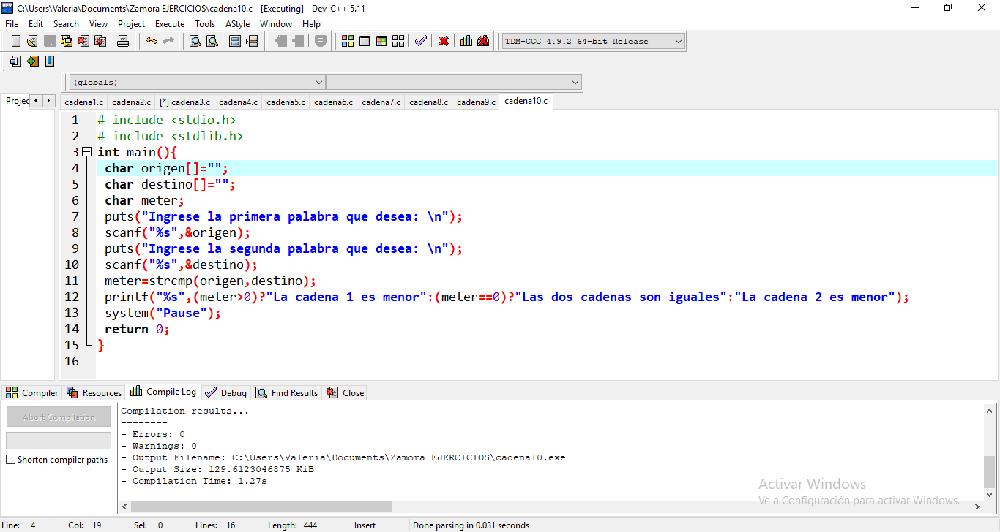 C:\Users\Valeria\Documents\Zamora EJERCICIOS\cadena10.c - [Executing] - Dev-C++ 5.11
File Edit Search View Project Execute Tools AStyle Window Help
TDM-GCC 4.9.2 64-bit Release
(globals)
Projec cadena1.c cadena2.c [*] cadena3.c cadena4.c cadena5.c cadena6.c cadena7.c cadena8.c cadena9.c cadena10.c
1 # include <stdio.h>
2 # include <stdlib.h>
3 int main(){
4 char origen[]="";
5 char destino[]="";
6 char meter;
7 puts("Ingrese la primera palabra que desea: \n");
8 scanf("%s",&origen);
9 puts("Ingrese la segunda palabra que desea: \n");
10 scanf("%s",&destino);
11 meter=strcmp(origen,destino);
12 printf("%s",(meter>0)?"La cadena 1 es menor":(meter==0)?"Las dos cadenas son iguales":"La cadena 2 es menor");
13 system("Pause");
14 return 0;
15 }
16
Compiler Resources Compile Log Debug Find Results Close
Abort Compilation
Shorten compiler paths
Compilation results...
--------
- Errors: 0
- Warnings: 0
- Output Filename: C:\Users\Valeria\Documents\Zamora EJERCICIOS\cadena10.exe
- Output Size: 129.6123046875 KiB
- Compilation Time: 1.27s
Activar Windows
Ve a Configuración para activar Windows.
Line: 4 Col: 19 Sel: 0 Lines: 16 Length: 444 Insert Done parsing in 0.031 seconds